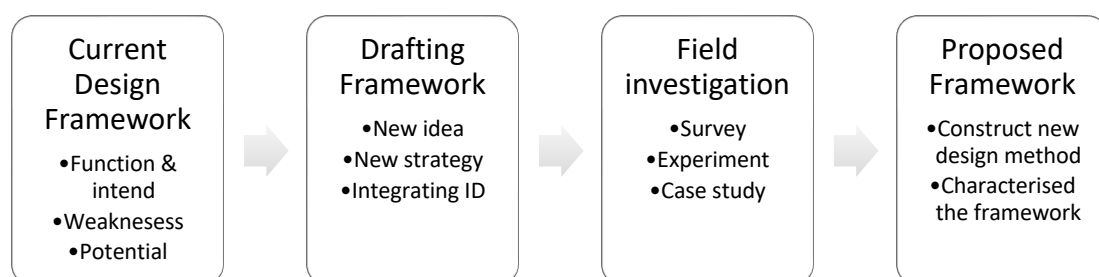 Current
Design
Framework
•Function &
intend
•Weaknesess
•Potential
Drafting
Framework
•New idea
•New strategy
•Integrating ID
Field
investigation
•Survey
•Experiment
•Case study
Proposed
Framework
•Construct new
design method
•Characterised
the framework